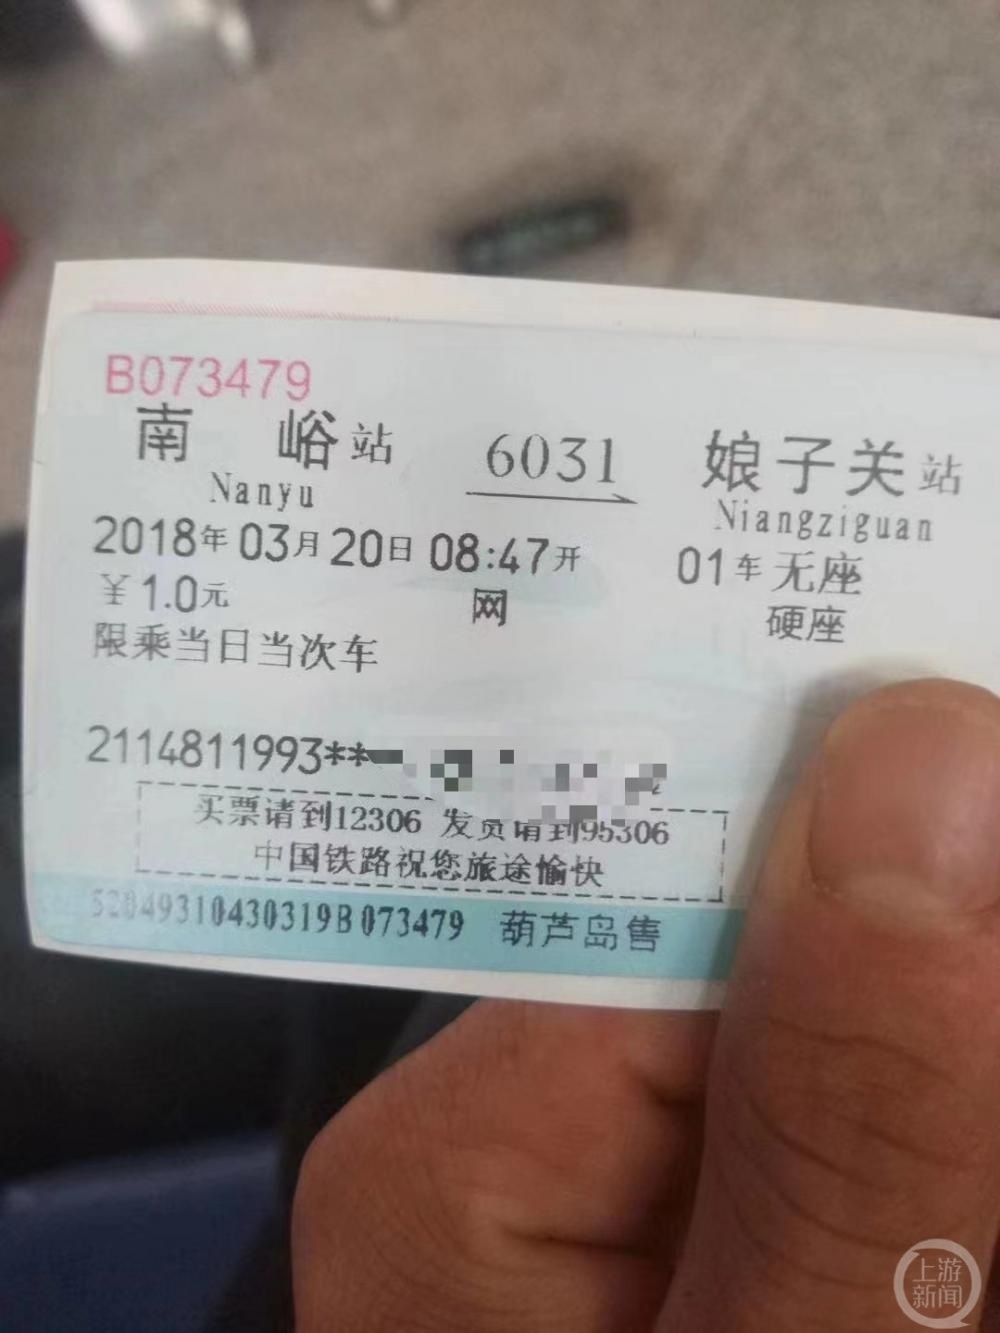 B073479
南 峪站 6031 娘子关站
Nanyu Niangziguan
2018年03月20日08:47开 01车无座
¥1.0元 网 硬座
限乘当日当次车
2114811993**
买票请到12306 发货请到95306
中国铁路祝您旅途愉快
52049310430319B073479 葫芦岛售
上游新闻